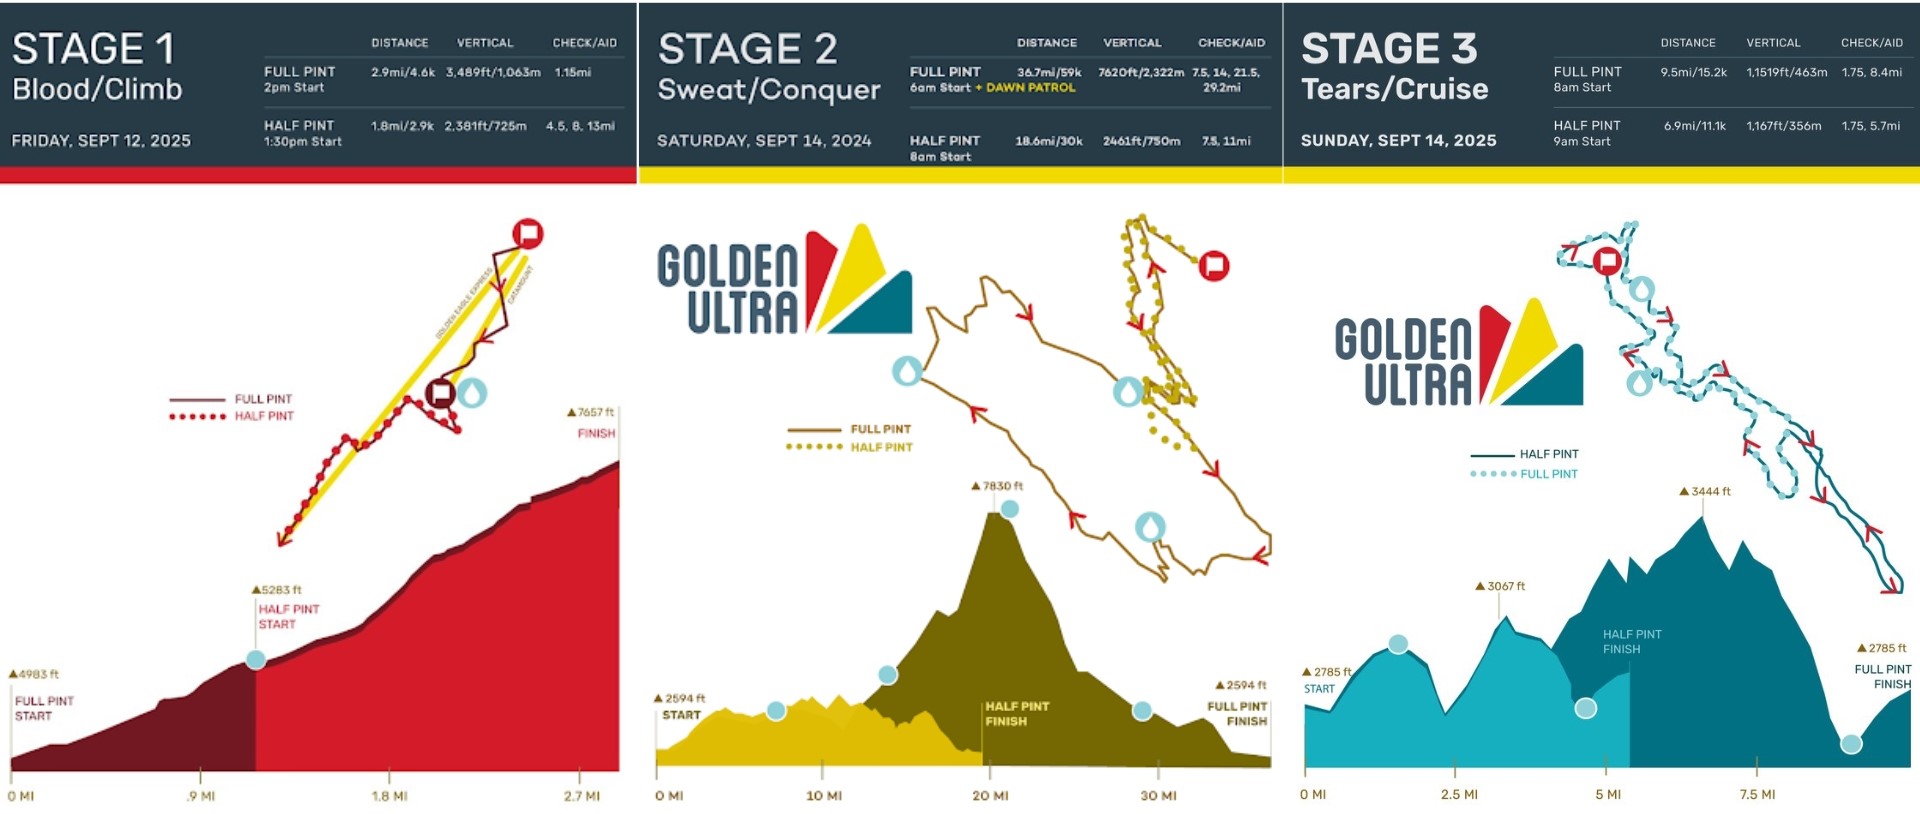 STAGE 1
Blood/Climb
FRIDAY, SEPT 12, 2025
DISTANCE VERTICAL CHECK/AID
FULL PINT 2.9mi/4.6k 3,489ft/1,063m 1.15mi
2pm Start
HALF PINT 1.8mi/2.9k 2.381ft/725m 4.5, 8, 13mi
1:30pm Start
GOLDEN EAGLE EXPRESS
CATAMOUNT
FULL PINT
HALF PINT
▲7657 ft
FINISH
▲5283 ft
HALF PINT
START
▲4983 ft
FULL PINT
START
0 MI .9 MI 1.8 MI 2.7 MI
STAGE 2
Sweat/Conquer
SATURDAY, SEPT 14, 2024
DISTANCE VERTICAL CHECK/AID
FULL PINT 36.7mi/59k 7620ft/2,322m 7.5, 14, 21.5,
6am Start + DAWN PATROL 29.2mi
HALF PINT 18.6mi/30k 2461ft/750m 7.5, 11mi
8am Start
GOLDEN
ULTRA
FULL PINT
HALF PINT
▲7830 ft
▲2594 ft
START
HALF PINT
FINISH
▲2594 ft
FULL PINT
FINISH
0 MI 10 MI 20 MI 30 MI
STAGE 3
Tears/Cruise
SUNDAY, SEPT 14, 2025
DISTANCE VERTICAL CHECK/AID
FULL PINT 9.5mi/15.2k 1,1519ft/463m 1.75, 8.4mi
8am Start
HALF PINT 6.9mi/11.1k 1,167ft/356m 1.75, 5.7mi
9am Start
GOLDEN
ULTRA
HALF PINT
FULL PINT
▲3444 ft
▲3067 ft
HALF PINT
FINISH
▲2785 ft
START
▲2785 ft
FULL PINT
FINISH
0 MI 2.5 MI 5 MI 7.5 MI